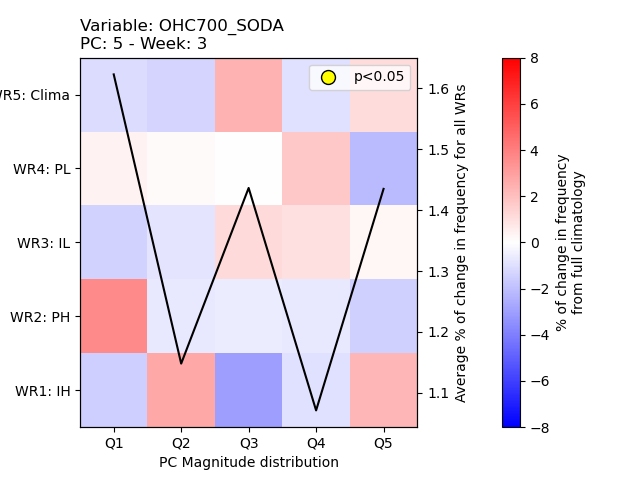 Variable: OHC700_SODA
PC: 5 - Week: 3
p<0.05
WR5: Clima
WR4: PL
WR3: IL
WR2: PH
WR1: IH
Q1 Q2 Q3 Q4 Q5
PC Magnitude distribution
1.6
1.5
1.4
1.3
1.2
1.1
Average % of change in frequency for all WRs
8
6
4
2
0
−2
−4
−6
−8
% of change in frequency
from full climatology